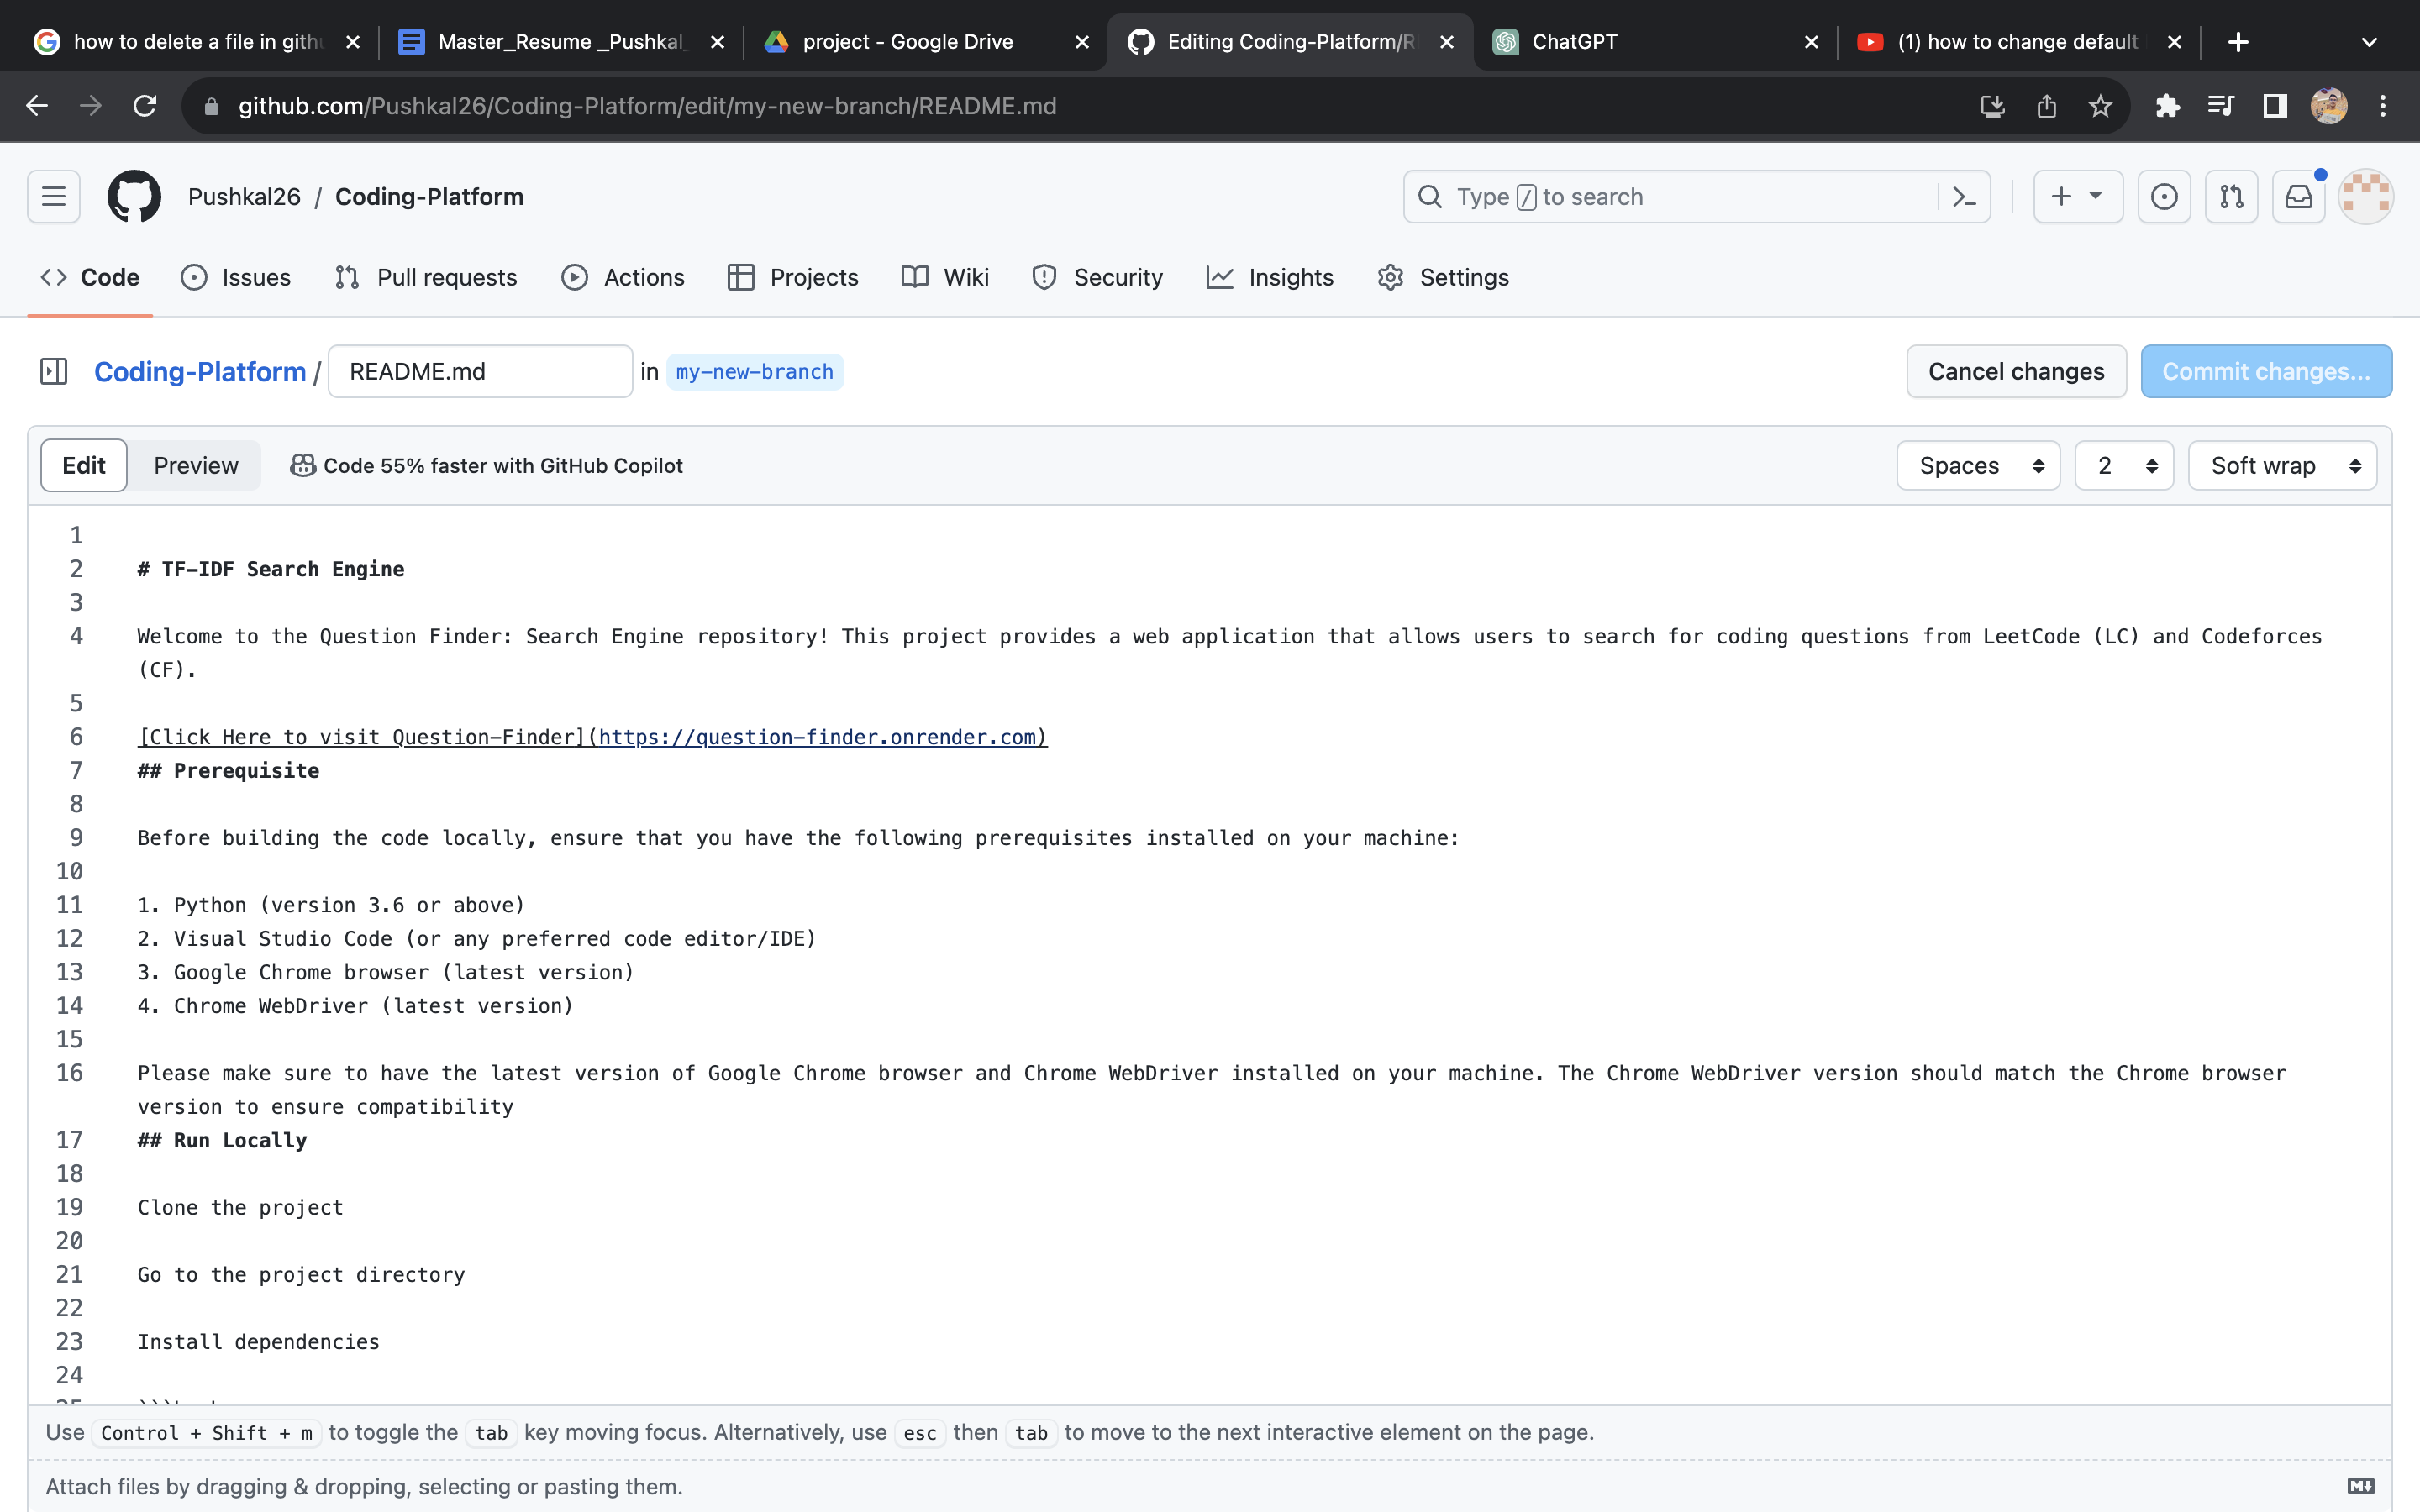 how to delete a file in gith
Master_Resume _Pushkal_
project - Google Drive
Editing Coding-Platform/R
ChatGPT
(1) how to change default
github.com/Pushkal26/Coding-Platform/edit/my-new-branch/README.md
Pushkal26 / Coding-Platform
Type / to search
Code
Issues
Pull requests
Actions
Projects
Wiki
Security
Insights
Settings
Coding-Platform / README.md in my-new-branch
Cancel changes
Commit changes...
Edit
Preview
Code 55% faster with GitHub Copilot
Spaces
2
Soft wrap
1
2 # TF-IDF Search Engine
3
4 Welcome to the Question Finder: Search Engine repository! This project provides a web application that allows users to search for coding questions from LeetCode (LC) and Codeforces
(CF).
5
6 [Click Here to visit Question-Finder](https://question-finder.onrender.com)
7 ## Prerequisite
8
9 Before building the code locally, ensure that you have the following prerequisites installed on your machine:
10
11 1. Python (version 3.6 or above)
12 2. Visual Studio Code (or any preferred code editor/IDE)
13 3. Google Chrome browser (latest version)
14 4. Chrome WebDriver (latest version)
15
16 Please make sure to have the latest version of Google Chrome browser and Chrome WebDriver installed on your machine. The Chrome WebDriver version should match the Chrome browser
version to ensure compatibility
17 ## Run Locally
18
19 Clone the project
20
21 Go to the project directory
22
23 Install dependencies
24
Use Control + Shift + m to toggle the tab key moving focus. Alternatively, use esc then tab to move to the next interactive element on the page.
Attach files by dragging & dropping, selecting or pasting them.